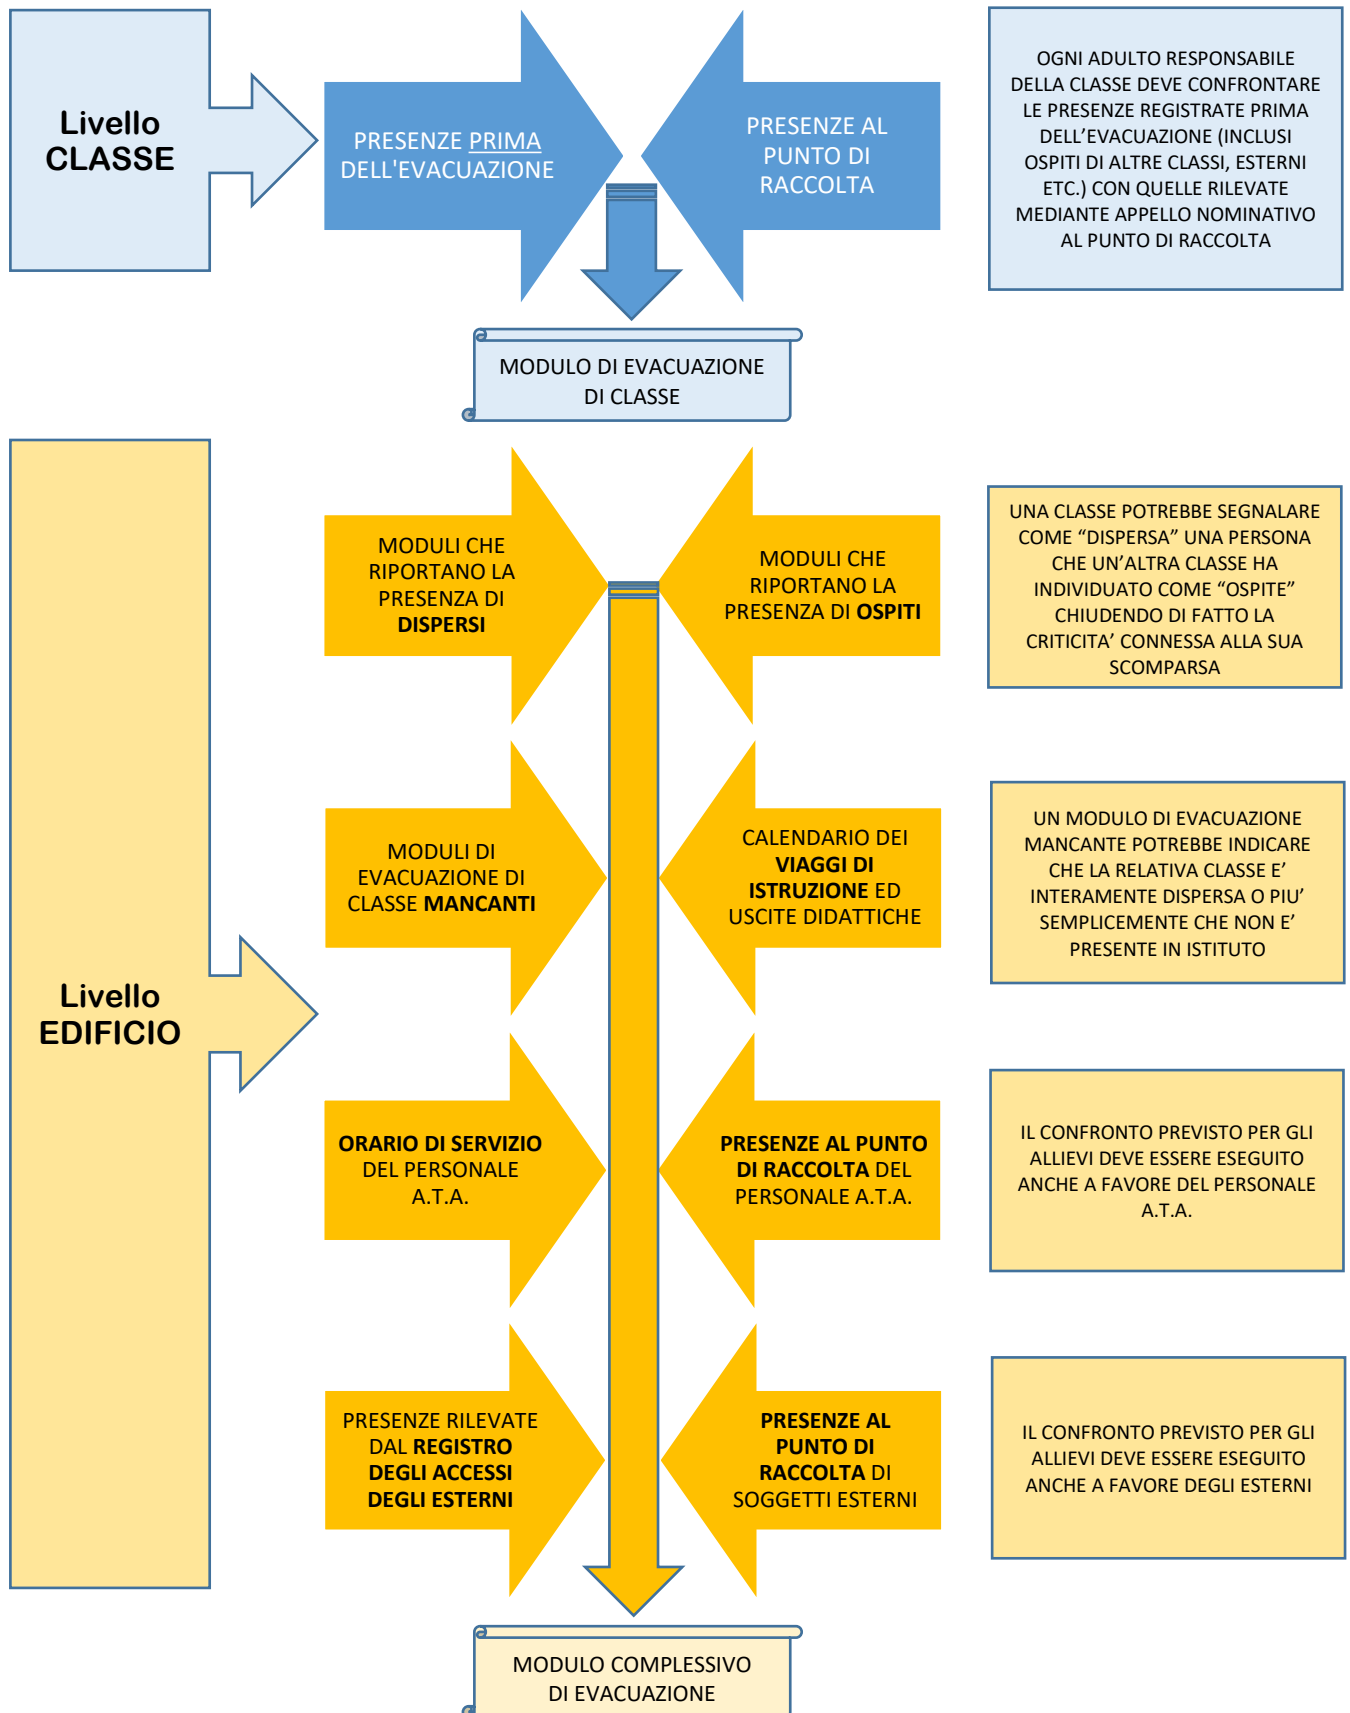 Livello
CLASSE
PRESENZE PRIMA
DELL'EVACUAZIONE
PRESENZE AL
PUNTO DI
RACCOLTA
OGNI ADULTO RESPONSABILE
DELLA CLASSE DEVE CONFRONTARE
LE PRESENZE REGISTRATE PRIMA
DELL’EVACUAZIONE (INCLUSI
OSPITI DI ALTRE CLASSI, ESTERNI
ETC.) CON QUELLE RILEVATE
MEDIANTE APPELLO NOMINATIVO
AL PUNTO DI RACCOLTA
MODULO DI EVACUAZIONE
DI CLASSE
Livello
EDIFICIO
MODULI CHE
RIPORTANO LA
PRESENZA DI
DISPERSI
MODULI CHE
RIPORTANO LA
PRESENZA DI OSPITI
UNA CLASSE POTREBBE SEGNALARE
COME “DISPERSA” UNA PERSONA
CHE UN’ALTRA CLASSE HA
INDIVIDUATO COME “OSPITE”
CHIUDENDO DI FATTO LA
CRITICITA’ CONNESSA ALLA SUA
SCOMPARSA
MODULI DI
EVACUAZIONE DI
CLASSE MANCANTI
CALENDARIO DEI
VIAGGI DI
ISTRUZIONE ED
USCITE DIDATTICHE
UN MODULO DI EVACUAZIONE
MANCANTE POTREBBE INDICARE
CHE LA RELATIVA CLASSE E’
INTERAMENTE DISPERSA O PIU’
SEMPLICEMENTE CHE NON E’
PRESENTE IN ISTITUTO
ORARIO DI SERVIZIO
DEL PERSONALE
A.T.A.
PRESENZE AL PUNTO
DI RACCOLTA DEL
PERSONALE A.T.A.
IL CONFRONTO PREVISTO PER GLI
ALLIEVI DEVE ESSERE ESEGUITO
ANCHE A FAVORE DEL PERSONALE
A.T.A.
PRESENZE RILEVATE
DAL REGISTRO
DEGLI ACCESSI
DEGLI ESTERNI
PRESENZE AL
PUNTO DI
RACCOLTA DI
SOGGETTI ESTERNI
IL CONFRONTO PREVISTO PER GLI
ALLIEVI DEVE ESSERE ESEGUITO
ANCHE A FAVORE DEGLI ESTERNI
MODULO COMPLESSIVO
DI EVACUAZIONE